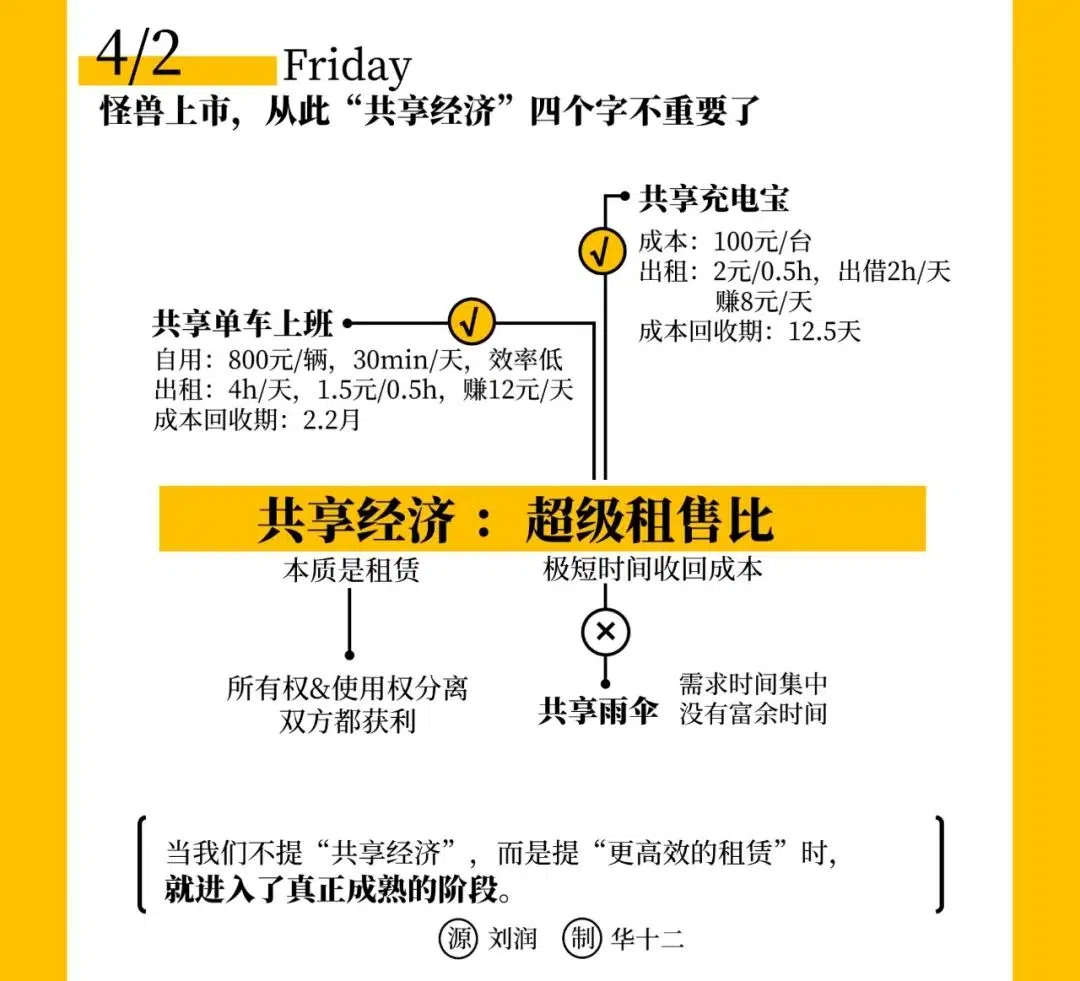 4/2 Friday
怪兽上市，从此“共享经济”四个字不重要了
共享充电宝
成本：100元/台
出租：2元/0.5h，出借2h/天
赚8元/天
成本回收期：12.5天
共享单车上班
自用：800元/辆，30min/天，效率低
出租：4h/天，1.5元/0.5h，赚12元/天
成本回收期：2.2月
共享经济：超级租售比
本质是租赁
极短时间收回成本
所有权&使用权分离
双方都获利
共享雨伞
需求时间集中
没有富余时间
当我们不提“共享经济”，而是提“更高效的租赁”时，
就进入了真正成熟的阶段。
源 刘润 制 华十二